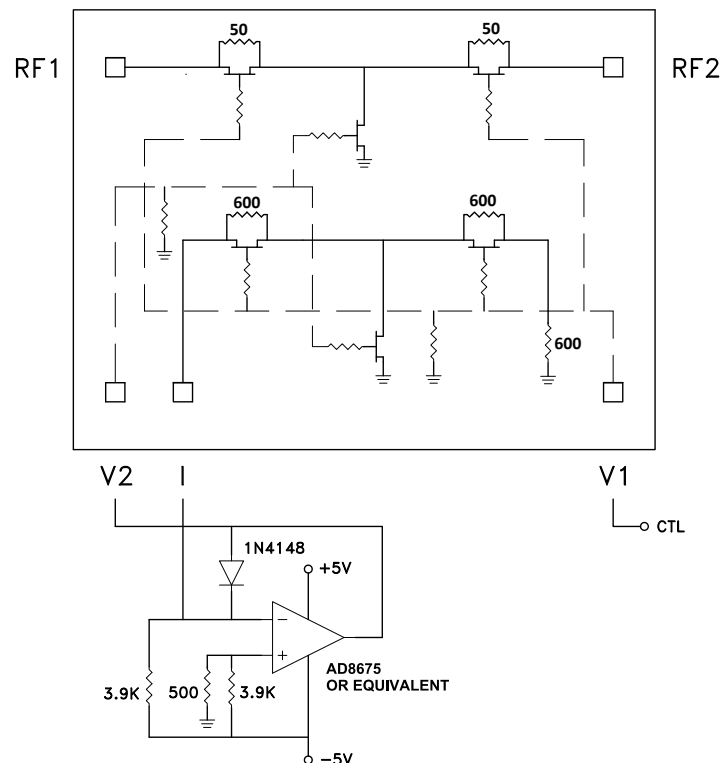 50 50
RF1 RF2
600 600
600
V2 I V1
CTL
1N4148
+5V
−
+
AD8675
OR EQUIVALENT
3.9K 500 3.9K
−5V